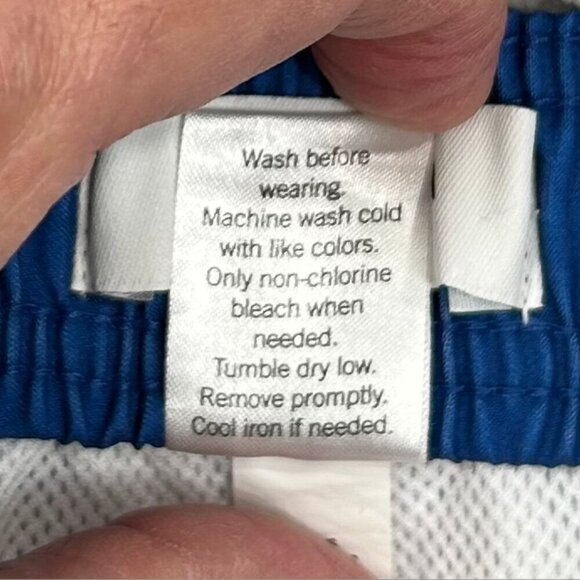 Wash before
wearing.
Machine wash cold
with like colors.
Only non-chlorine
bleach when
needed.
Tumble dry low.
Remove promptly.
Cool iron if needed.